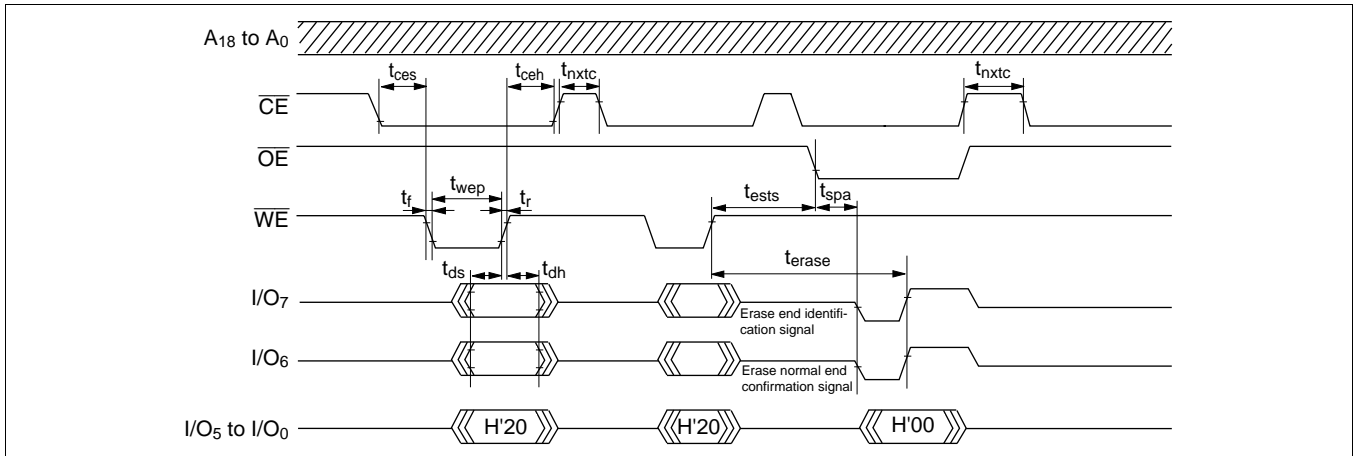 A18 to A0
tces
tceh
tnxtc
tnxtc
CE
OE
twep
tests
tspa
tf
tr
WE
terase
tds
tdh
I/O7
Erase end identifi-
cation signal
I/O6
Erase normal end
confirmation signal
I/O5 to I/O0
H'20
H'20
H'00